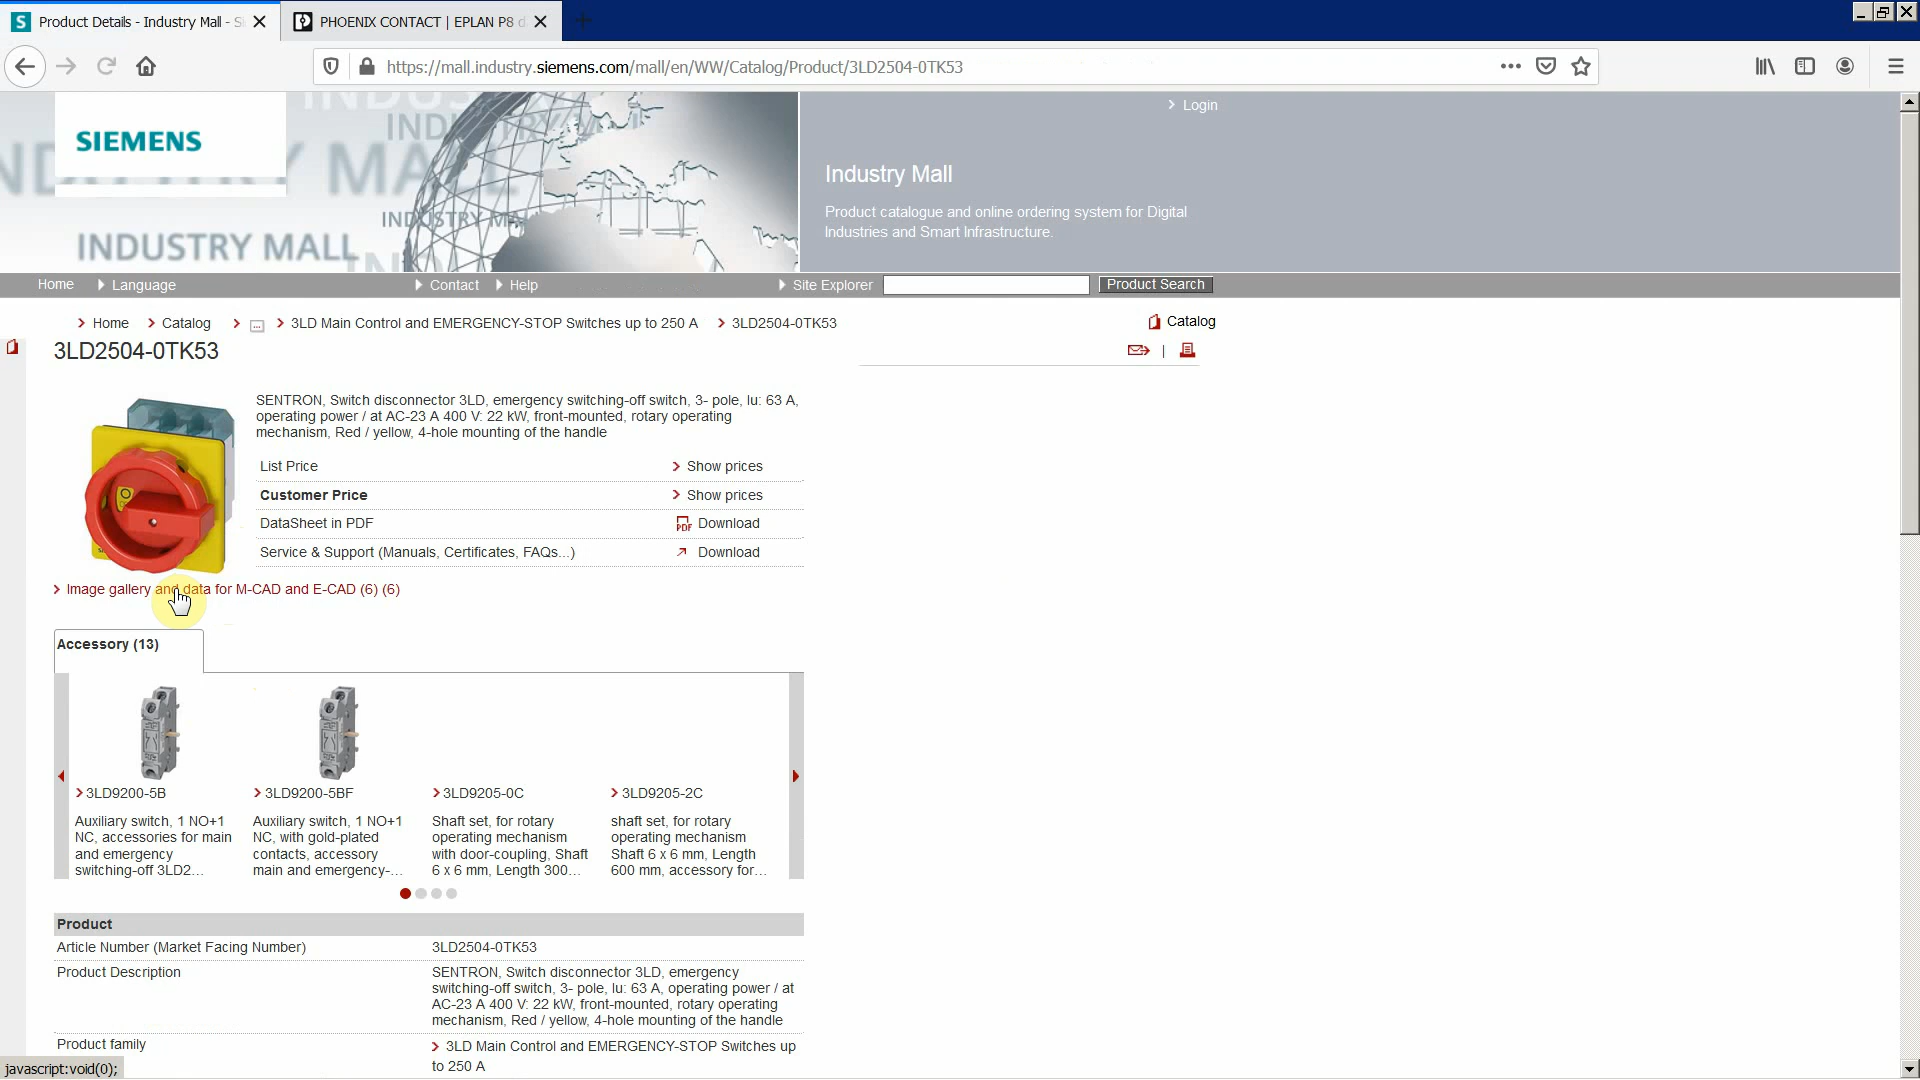 Product Details - Industry Mall - S
PHOENIX CONTACT | EPLAN P8 d
https://mall.industry.siemens.com/mall/en/WW/Catalog/Product/3LD2504-0TK53
Login
SIEMENS
INDUSTRY MALL
Industry Mall
Product catalogue and online ordering system for Digital
Industries and Smart Infrastructure.
Home Language Contact Help Site Explorer Product Search
Home Catalog ... 3LD Main Control and EMERGENCY-STOP Switches up to 250 A 3LD2504-0TK53
Catalog
3LD2504-0TK53
SENTRON, Switch disconnector 3LD, emergency switching-off switch, 3- pole, Iu: 63 A,
operating power / at AC-23 A 400 V: 22 kW, front-mounted, rotary operating
mechanism, Red / yellow, 4-hole mounting of the handle
List Price Show prices
Customer Price Show prices
DataSheet in PDF PDF Download
Service & Support (Manuals, Certificates, FAQs...) Download
Image gallery and data for M-CAD and E-CAD (6) (6)
Accessory (13)
3LD9200-5B
Auxiliary switch, 1 NO+1
NC, accessories for main
and emergency
switching-off 3LD2...
3LD9200-5BF
Auxiliary switch, 1 NO+1
NC, with gold-plated
contacts, accessory
main and emergency-...
3LD9205-0C
Shaft set, for rotary
operating mechanism
with door-coupling, Shaft
6 x 6 mm, Length 300...
3LD9205-2C
shaft set, for rotary
operating mechanism
Shaft 6 x 6 mm, Length
600 mm, accessory for...
Product
Article Number (Market Facing Number) 3LD2504-0TK53
Product Description SENTRON, Switch disconnector 3LD, emergency
switching-off switch, 3- pole, Iu: 63 A, operating power / at
AC-23 A 400 V: 22 kW, front-mounted, rotary operating
mechanism, Red / yellow, 4-hole mounting of the handle
Product family 3LD Main Control and EMERGENCY-STOP Switches up
to 250 A
javascript:void(0);